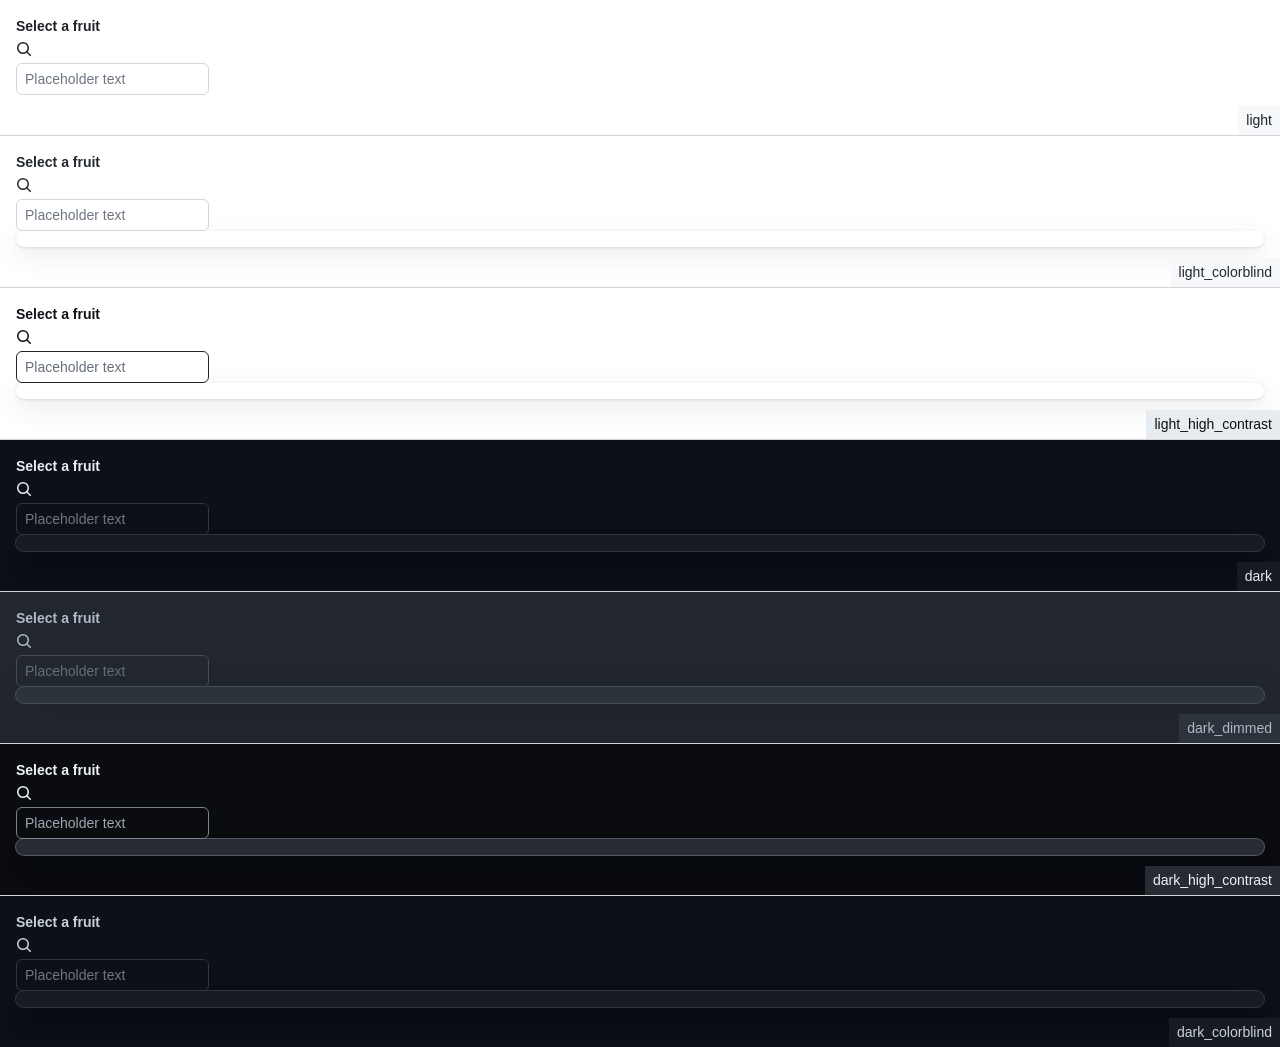 Select a fruit
Placeholder text
light
Select a fruit
Placeholder text
light_colorblind
Select a fruit
Placeholder text
light_high_contrast
Select a fruit
Placeholder text
dark
Select a fruit
Placeholder text
dark_dimmed
Select a fruit
Placeholder text
dark_high_contrast
Select a fruit
Placeholder text
dark_colorblind